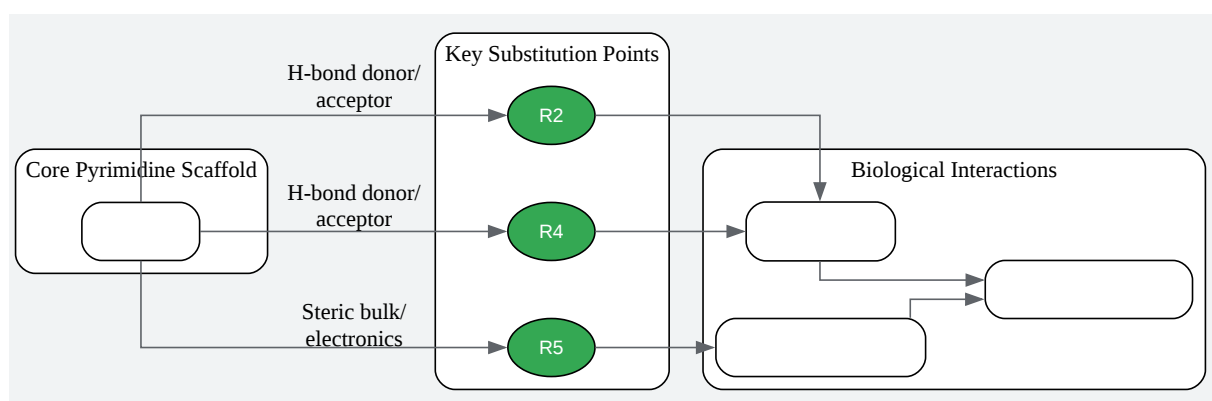 Key Substitution Points
H-bond donor/
acceptor
R2
Core Pyrimidine Scaffold
Biological Interactions
H-bond donor/
acceptor
R4
Steric bulk/
electronics
R5